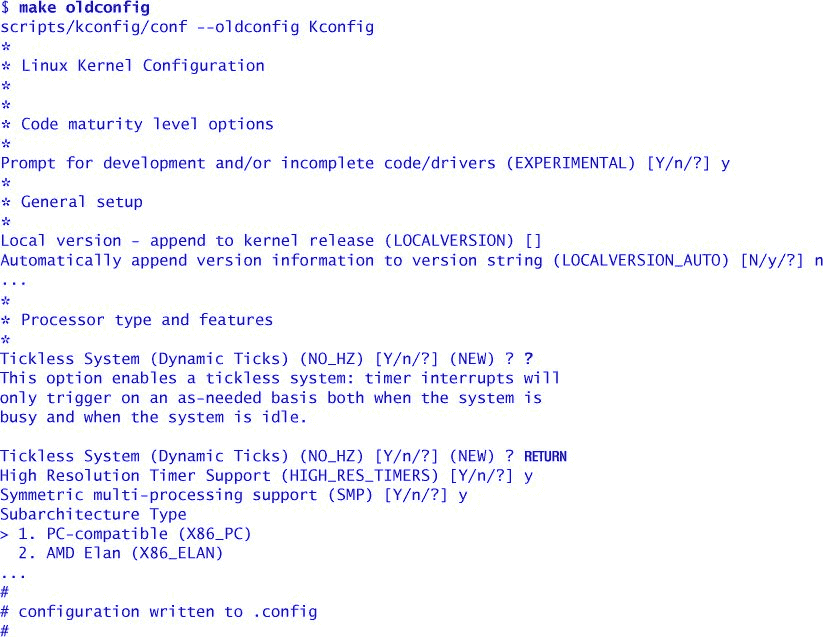 $ make oldconfig
scripts/kconfig/conf --oldconfig Kconfig
*
* Linux Kernel Configuration
*
*
* Code maturity level options
*
Prompt for development and/or incomplete code/drivers (EXPERIMENTAL) [Y/n/?] y
*
* General setup
*
Local version - append to kernel release (LOCALVERSION) []
Automatically append version information to version string (LOCALVERSION_AUTO) [N/y/?] n
...
*
* Processor type and features
*
Tickless System (Dynamic Ticks) (NO_HZ) [Y/n/?] (NEW) ? ?
This option enables a tickless system: timer interrupts will
only trigger on an as-needed basis both when the system is
busy and when the system is idle.
Tickless System (Dynamic Ticks) (NO_HZ) [Y/n/?] (NEW) ? RETURN
High Resolution Timer Support (HIGH_RES_TIMERS) [Y/n/?] y
Symmetric multi-processing support (SMP) [Y/n/?] y
Subarchitecture Type
> 1. PC-compatible (X86_PC)
  2. AMD Elan (X86_ELAN)
...
#
# configuration written to .config
#